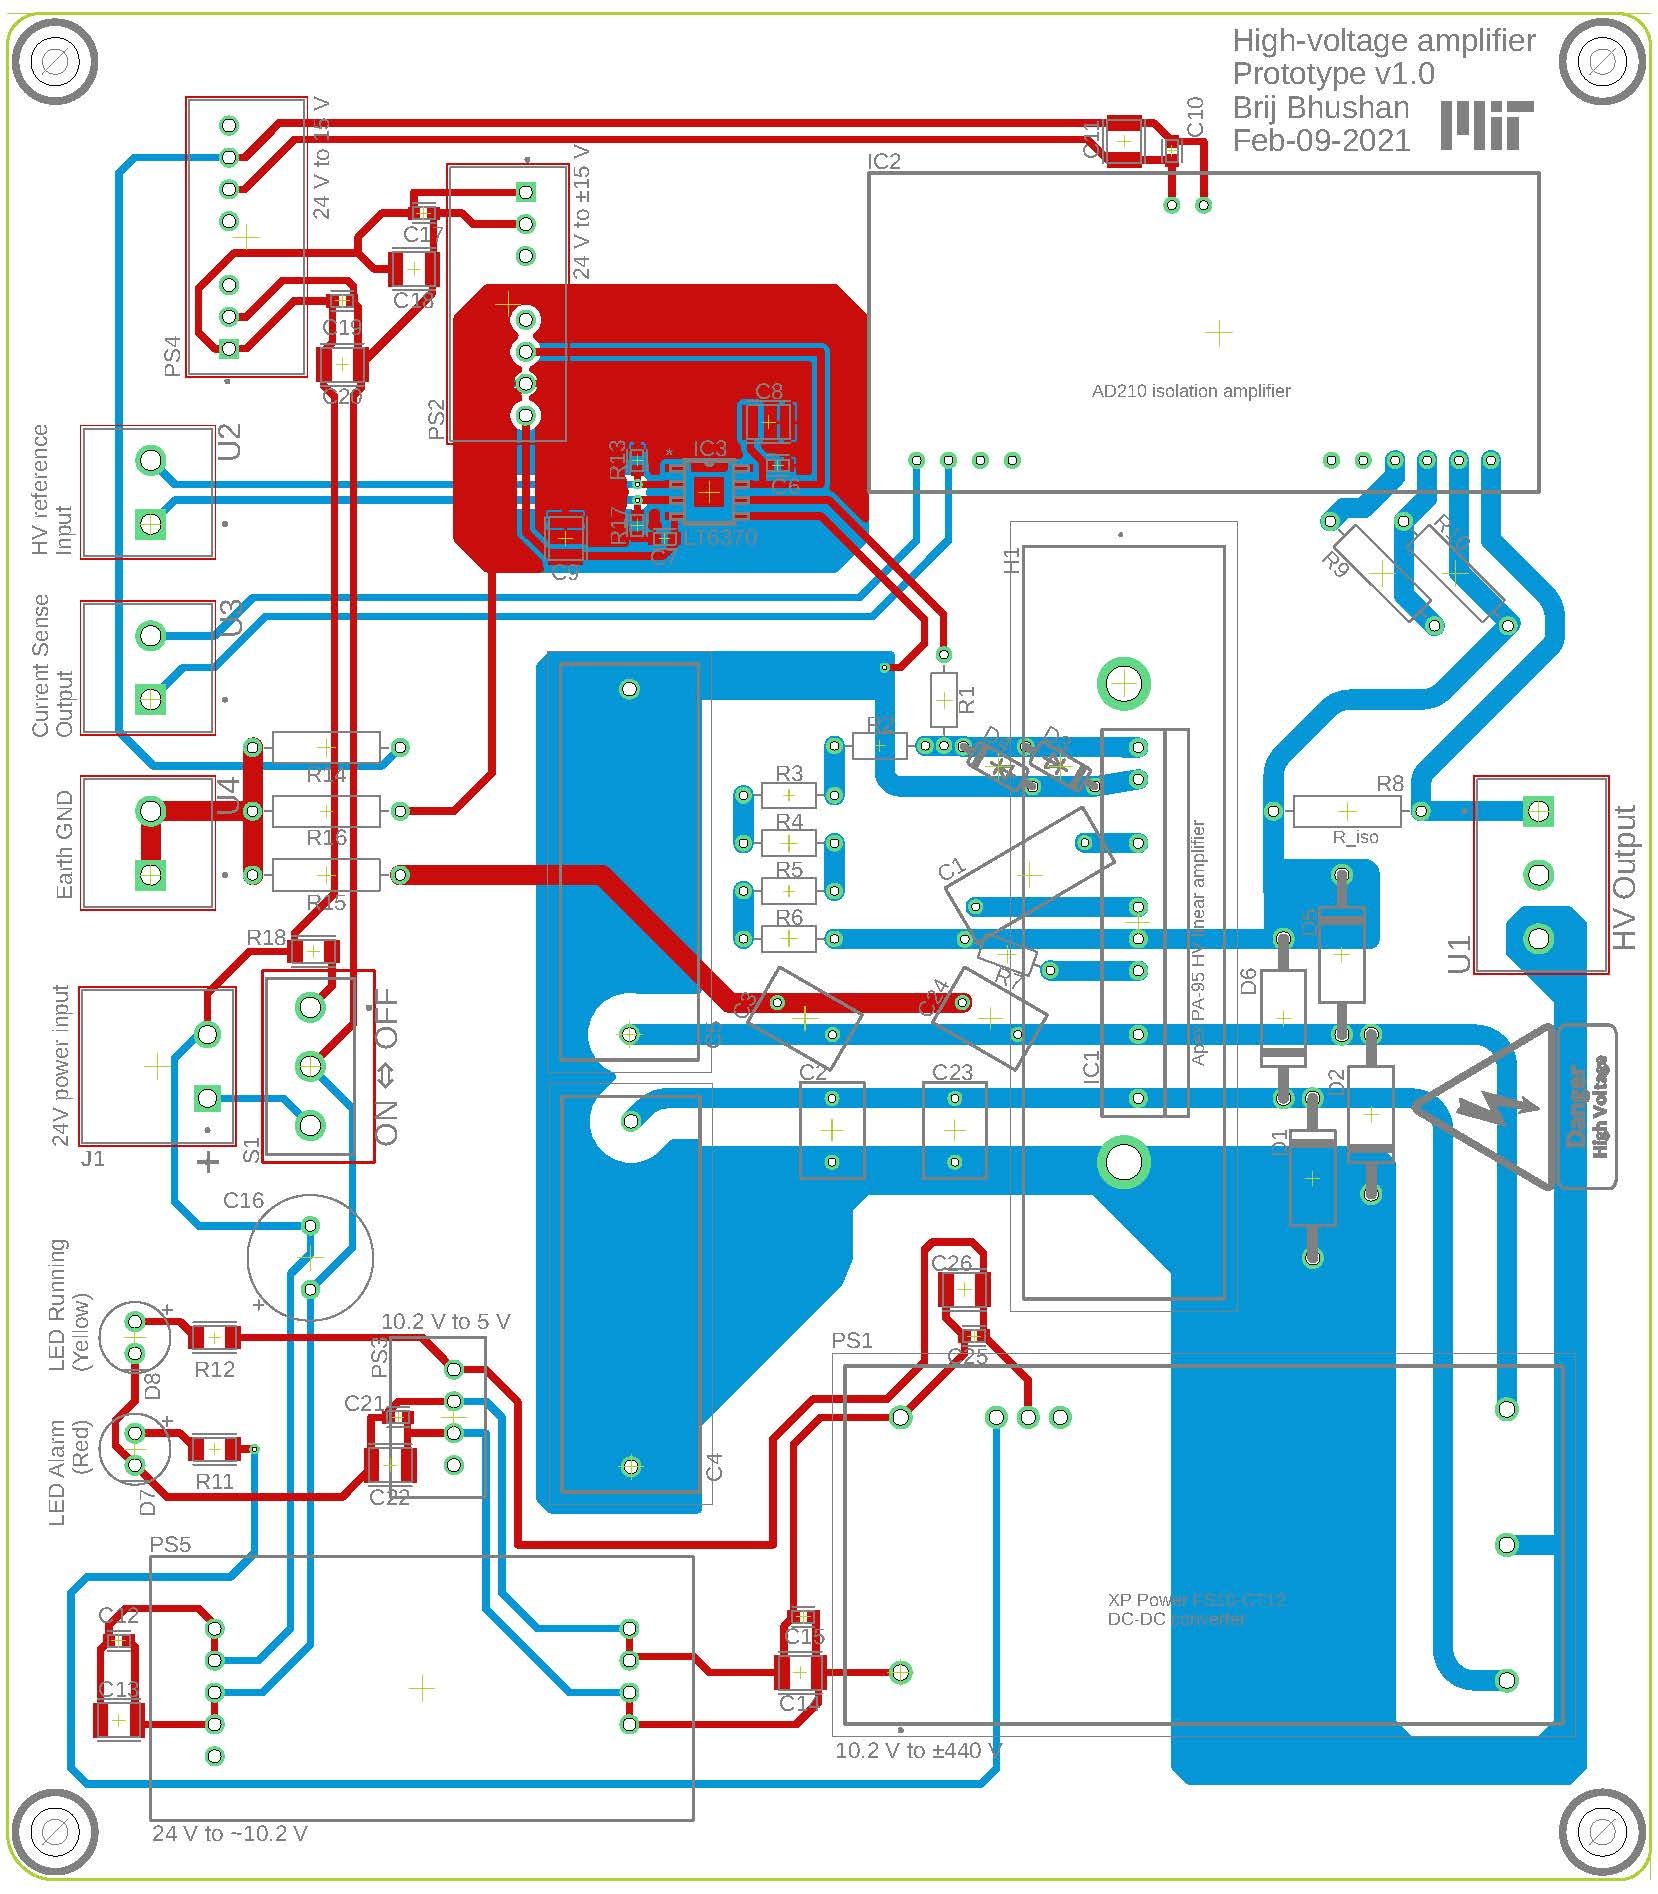 High-voltage amplifier
Prototype v1.0
Brij Bhushan
Feb-09-2021
MIT
C10
C11
IC2
AD210 isolation amplifier
24 V to 15 V
24 V to ±15 V
C17
C18
C19
C20
PS4
PS2
C8
R13
*
IC3
C6
R17
LT6370
C9
HV reference
Input
U2
Current Sense
Output
U3
Earth GND
U4
R14
R16
R15
R18
H1
R9
R1
R2
R3
R4
R5
R6
C1
R7
C3
C24
C5
C2
C23
IC1
Apex PA-95 HV linear amplifier
R8
R_iso
D5
D6
D2
D1
U1
HV Output
Danger
High Voltage
24V power input
J1
+
S1
ON ⇔ OFF
C16
+
LED Running
(Yellow)
+
D8
R12
10.2 V to 5 V
PS3
C21
C22
LED Alarm
(Red)
+
D7
R11
C4
C26
C25
PS1
XP Power FS10-CT12
DC-DC converter
10.2 V to ±440 V
PS5
C12
C13
C15
C14
24 V to ~10.2 V